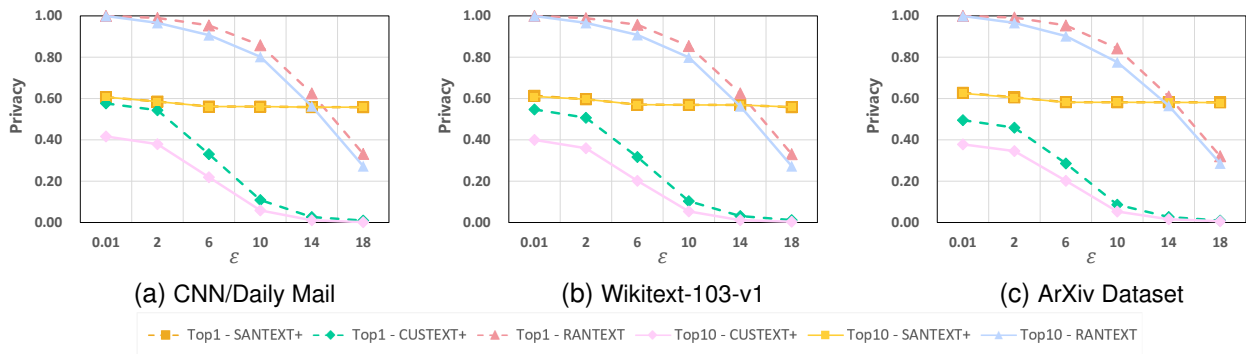 1.00
0.80
0.60
0.40
0.20
0.00
Privacy
0.01 2 6 10 14 18
ε
(a) CNN/Daily Mail
1.00
0.80
0.60
0.40
0.20
0.00
Privacy
0.01 2 6 10 14 18
ε
(b) Wikitext-103-v1
1.00
0.80
0.60
0.40
0.20
0.00
Privacy
0.01 2 6 10 14 18
ε
(c) ArXiv Dataset
Top1 - SANTEXT+ Top1 - CUSTEXT+ Top1 - RANTEXT Top10 - CUSTEXT+ Top10 - SANTEXT+ Top10 - RANTEXT